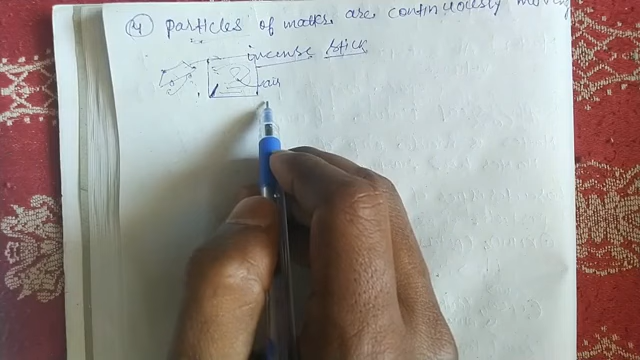 ④ particles of matter are continuously moving
incense stick
air